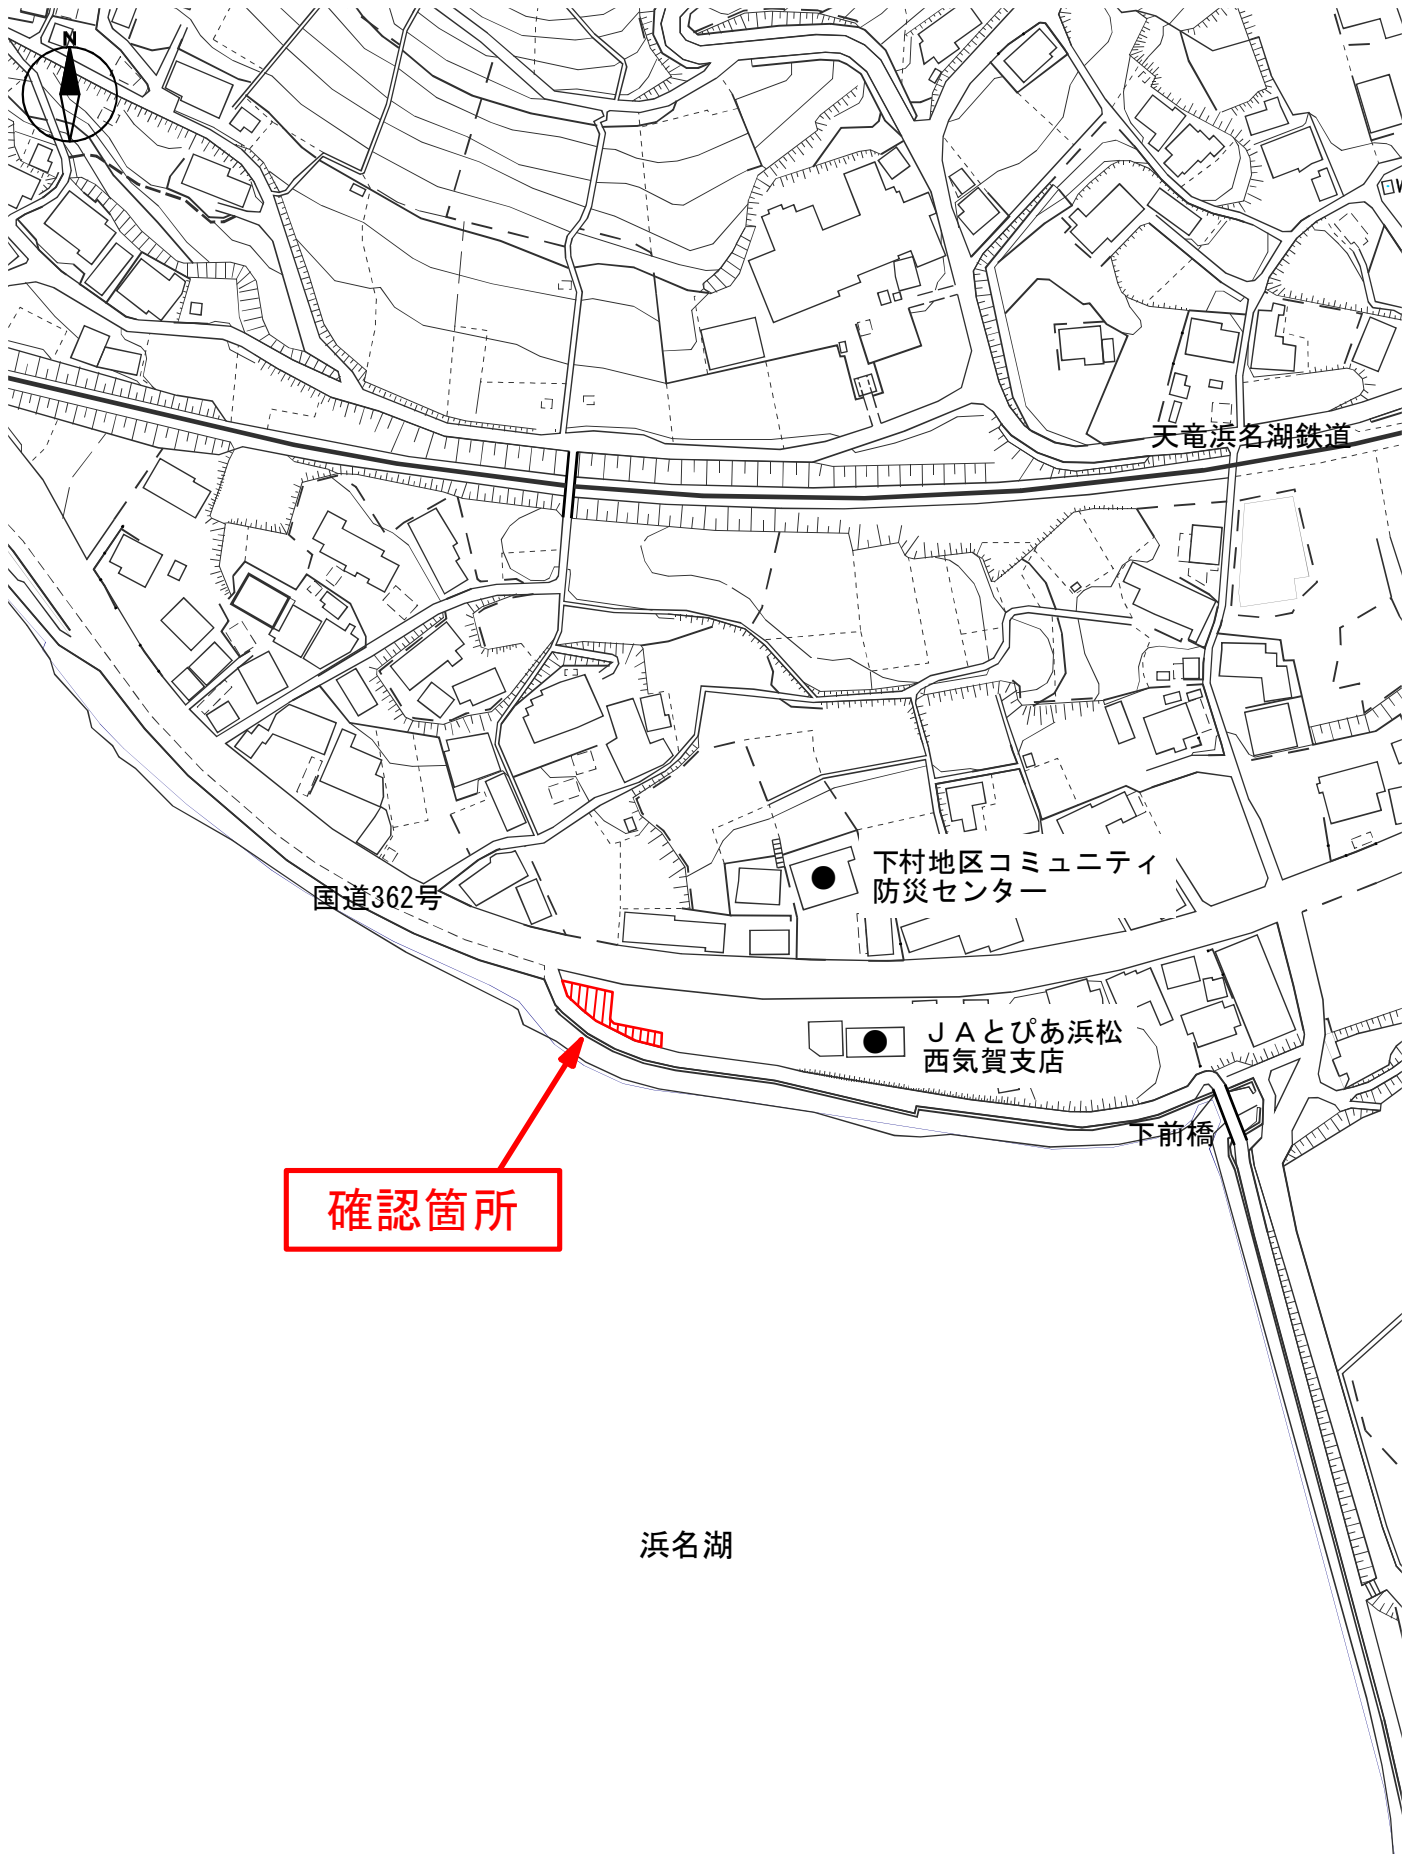 N
天竜浜名湖鉄道
下村地区コミュニティ
防災センター
国道362号
ＪＡとぴあ浜松
西気賀支店
下前橋
確認箇所
浜名湖